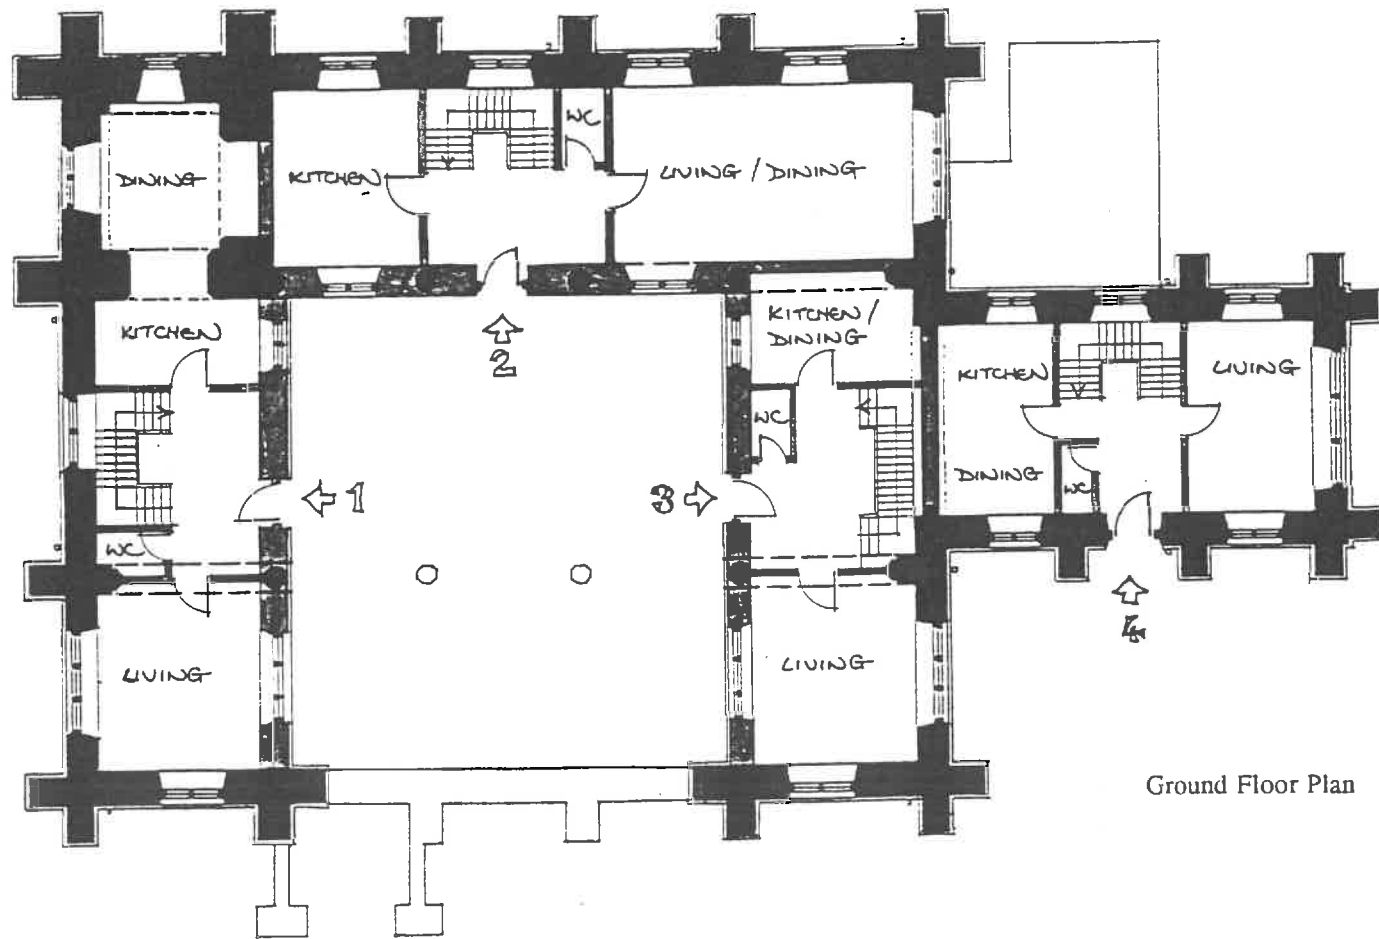 WC
DINING
KITCHEN
LIVING / DINING
KITCHEN
2
KITCHEN /
DINING
KITCHEN
LIVING
WC
1
3
DINING
WC
WC
4
LIVING
LIVING
Ground Floor Plan